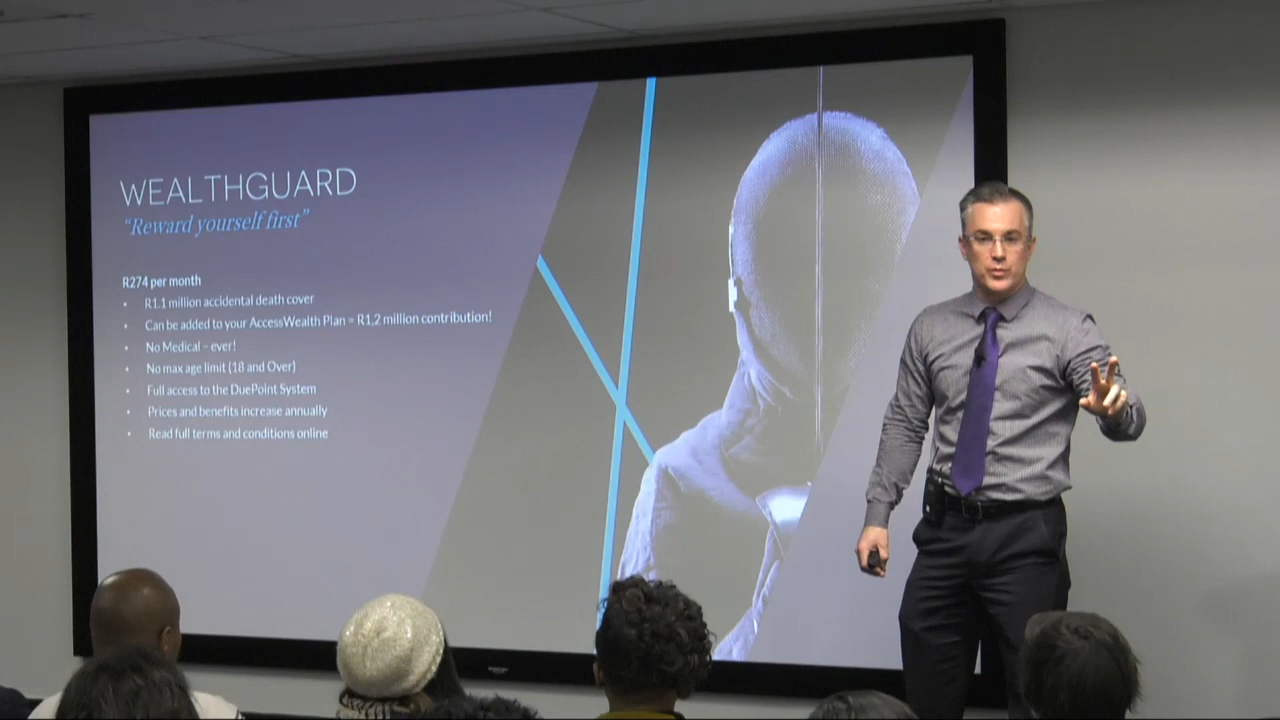 WEALTHGUARD
“Reward yourself first”
R274 per month
• R1.1 million accidental death cover
• Can be added to your AccessWealth Plan = R1,2 million contribution!
• No Medical – ever!
• No max age limit (18 and Over)
• Full access to the DuePoint System
• Prices and benefits increase annually
• Read full terms and conditions online